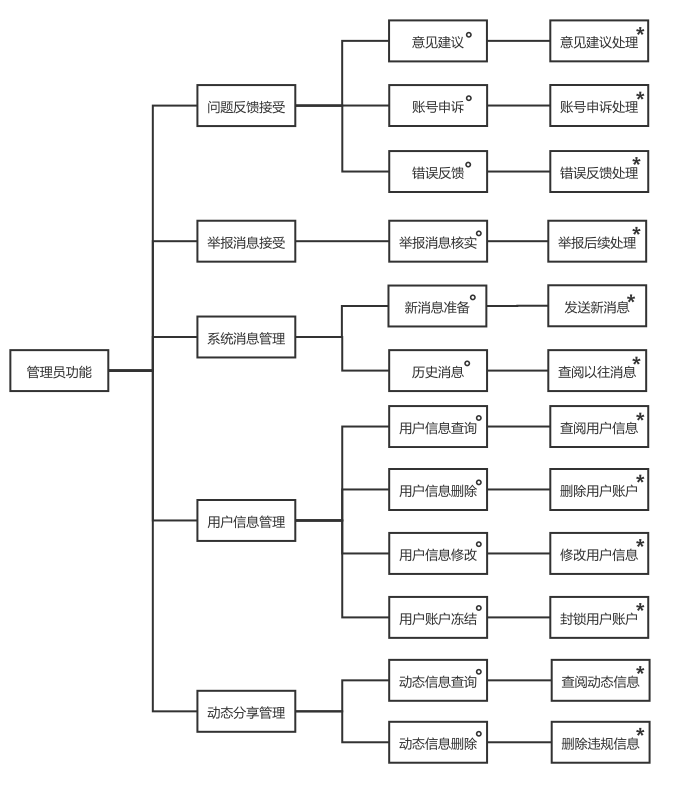 意见建议°
意见建议处理*
问题反馈接受
账号申诉°
账号申诉处理*
错误反馈°
错误反馈处理*
举报消息接受
举报消息核实°
举报后续处理*
新消息准备°
发送新消息*
系统消息管理
管理员功能
历史消息°
查阅以往消息*
用户信息查询°
查阅用户信息*
用户信息删除°
删除用户账户*
用户信息管理
用户信息修改°
修改用户信息*
用户账户冻结°
封锁用户账户*
动态信息查询°
查阅动态信息*
动态分享管理
动态信息删除°
删除违规信息*